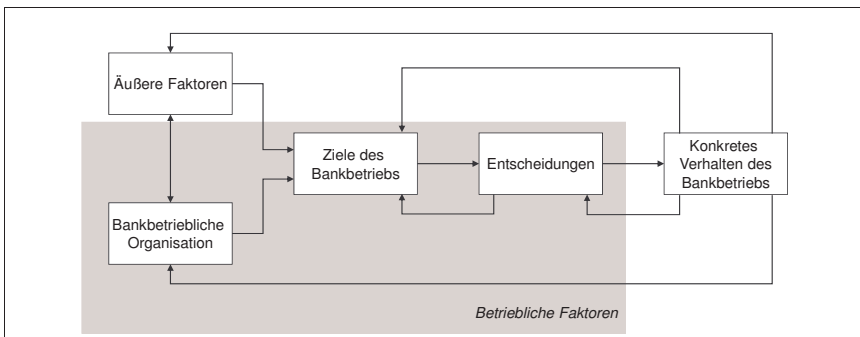 Äußere Faktoren
Ziele des
Bankbetriebs
Entscheidungen
Konkretes
Verhalten des
Bankbetriebs
Bankbetriebliche
Organisation
Betriebliche Faktoren